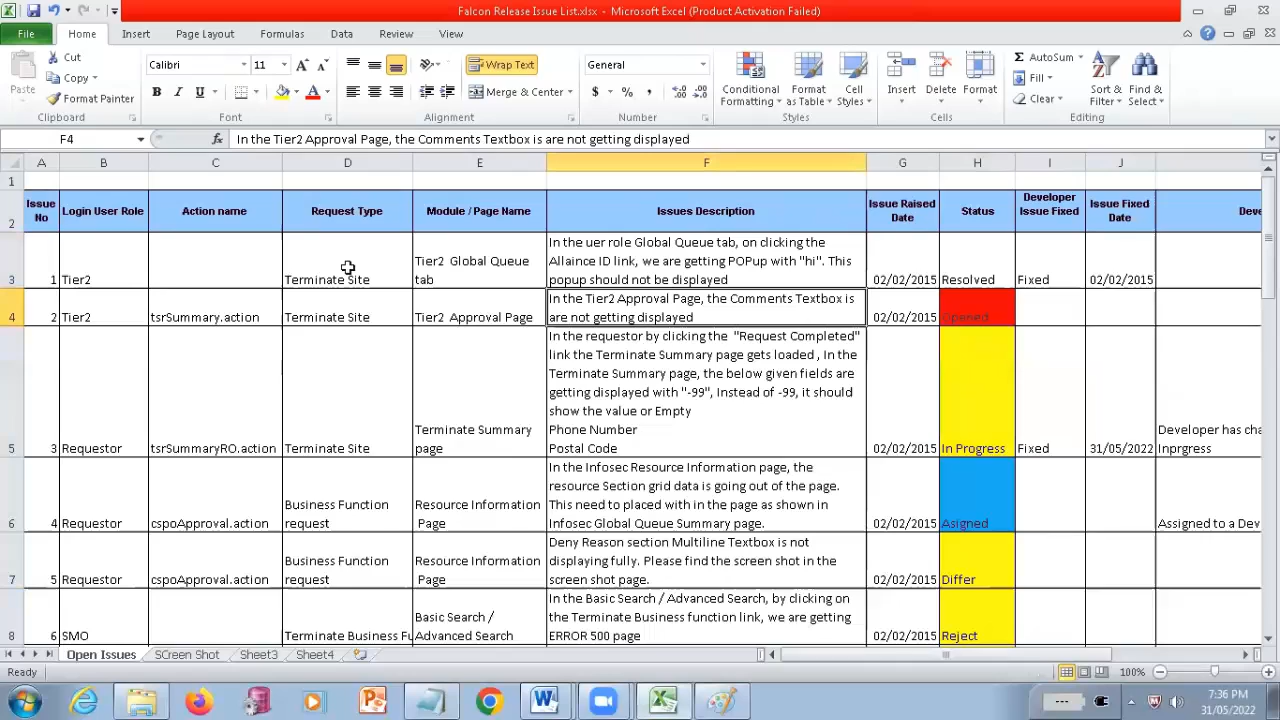 Falcon Release Issue List.xlsx - Microsoft Excel (Product Activation Failed)
File Home Insert Page Layout Formulas Data Review View
Paste Cut Copy Format Painter Clipboard
Calibri 11 A A B I U A Font
Wrap Text Merge & Center Alignment
General $ % , Number
Conditional Formatting Format as Table Cell Styles Styles
Insert Delete Format Cells
Σ AutoSum Fill Clear Sort & Filter Find & Select Editing
F4 fx In the Tier2 Approval Page, the Comments Textbox is are not getting displayed
A B C D E F G H I J
1
2 Issue No Login User Role Action name Request Type Module / Page Name Issues Description Issue Raised Date Status Developer Issue Fixed Issue Fixed Date Deve
3 1 Tier2 Terminate Site Tier2 Global Queue tab
In the uer role Global Queue tab, on clicking the
Allaince ID link, we are getting POPup with "hi". This
popup should not be displayed
02/02/2015 Resolved Fixed 02/02/2015
4 2 Tier2 tsrSummary.action Terminate Site Tier2 Approval Page
In the Tier2 Approval Page, the Comments Textbox is
are not getting displayed
02/02/2015 Opened
5 3 Requestor tsrSummaryRO.action Terminate Site Terminate Summary page
In the requestor by clicking the "Request Completed"
link the Terminate Summary page gets loaded , In the
Terminate Summary page, the below given fields are
getting displayed with "-99", Instead of -99, it should
show the value or Empty
Phone Number
Postal Code
02/02/2015 In Progress Fixed 31/05/2022 Developer has cha
Inprgress
6 4 Requestor cspoApproval.action Business Function request Resource Information Page
In the Infosec Resource Information page, the
resource Section grid data is going out of the page.
This need to placed with in the page as shown in
Infosec Global Queue Summary page.
02/02/2015 Asigned Assigned to a Dev
7 5 Requestor cspoApproval.action Business Function request Resource Information Page
Deny Reason section Multiline Textbox is not
displaying fully. Please find the screen shot in the
screen shot page.
02/02/2015 Differ
8 6 SMO Terminate Business Fu Basic Search / Advanced Search
In the Basic Search / Advanced Search, by clicking on
the Terminate Business function link, we are getting
ERROR 500 page
02/02/2015 Reject
Open Issues SCreen Shot Sheet3 Sheet4
Ready 100%
7:36 PM
31/05/2022